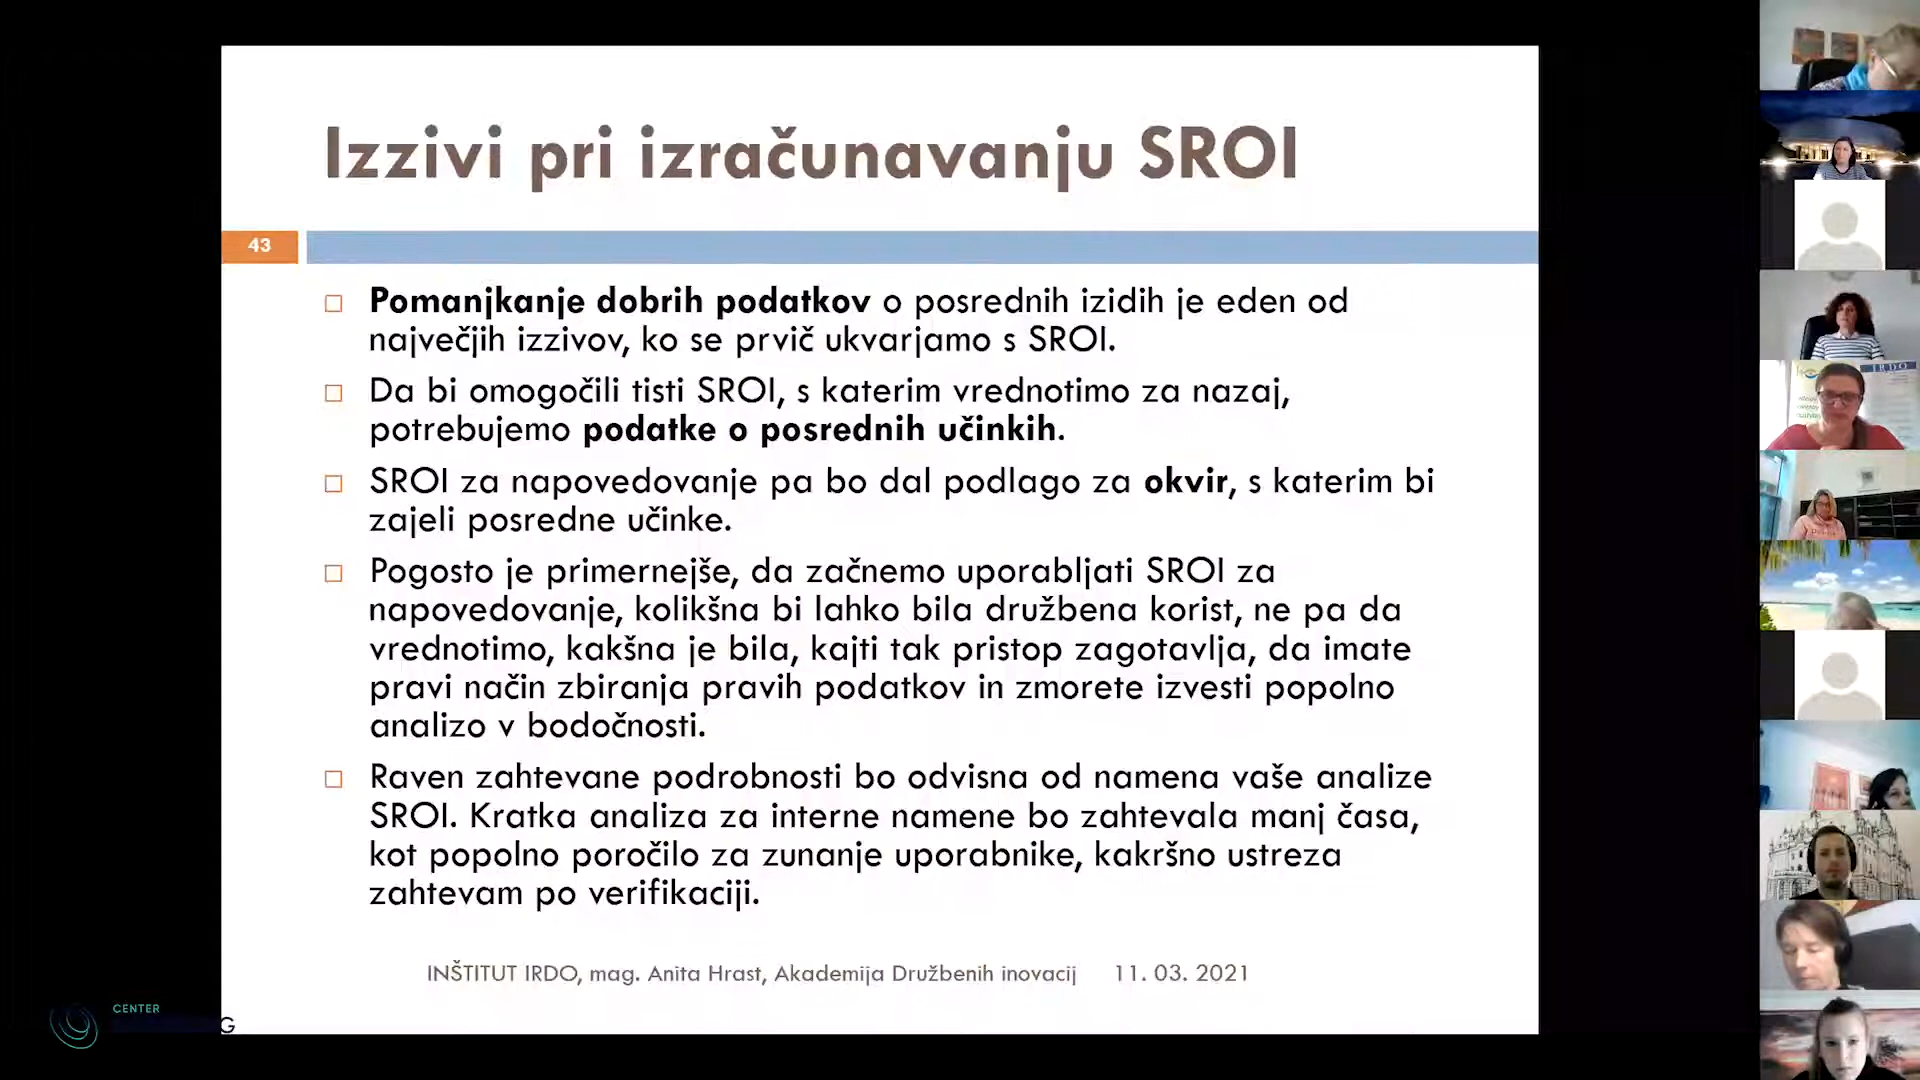 Izzivi pri izračunavanju SROI
43
Pomanjkanje dobrih podatkov o posrednih izidih je eden od
največjih izzivov, ko se prvič ukvarjamo s SROI.
Da bi omogočili tisti SROI, s katerim vrednotimo za nazaj,
potrebujemo podatke o posrednih učinkih.
SROI za napovedovanje pa bo dal podlago za okvir, s katerim bi
zajeli posredne učinke.
Pogosto je primernejše, da začnemo uporabljati SROI za
napovedovanje, kolikšna bi lahko bila družbena korist, ne pa da
vrednotimo, kakšna je bila, kajti tak pristop zagotavlja, da imate
pravi način zbiranja pravih podatkov in zmorete izvesti popolno
analizo v bodočnosti.
Raven zahtevane podrobnosti bo odvisna od namena vaše analize
SROI. Kratka analiza za interne namene bo zahtevala manj časa,
kot popolno poročilo za zunanje uporabnike, kakršno ustreza
zahtevam po verifikaciji.
INŠTITUT IRDO, mag. Anita Hrast, Akademija Družbenih inovacij 11. 03. 2021
CENTER
G
IRDO